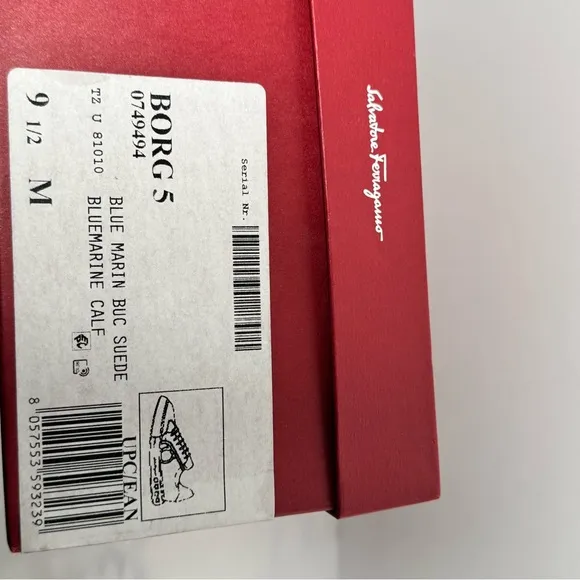 Salvatore Ferragamo
Serial Nr.
BORG 5
0749494
TZ U 81010
BLUE MARIN BUC SUEDE
BLUEMARINE CALF
9 1/2 M
UPC/EAN
8 057553 593239